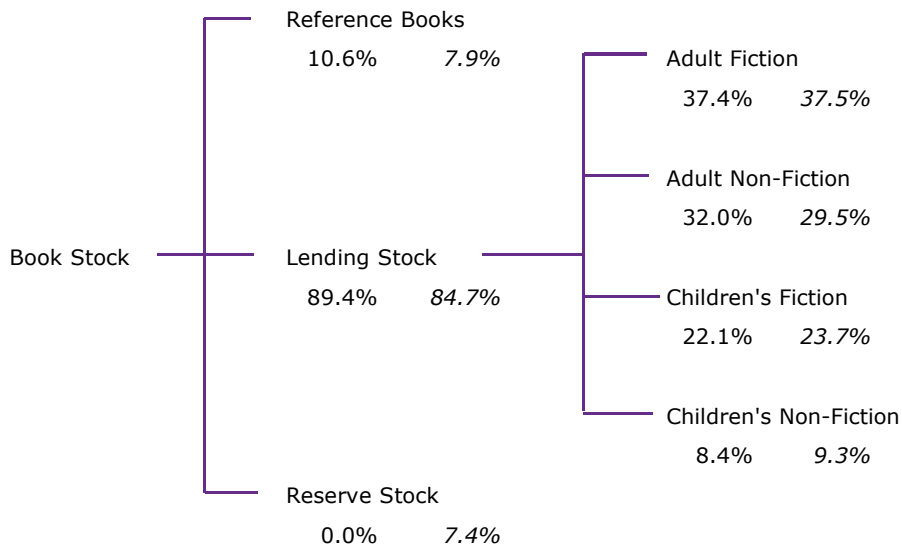 Reference Books
10.6% 7.9%
Adult Fiction
37.4% 37.5%
Adult Non-Fiction
32.0% 29.5%
Book Stock
Lending Stock
89.4% 84.7%
Children's Fiction
22.1% 23.7%
Children's Non-Fiction
8.4% 9.3%
Reserve Stock
0.0% 7.4%